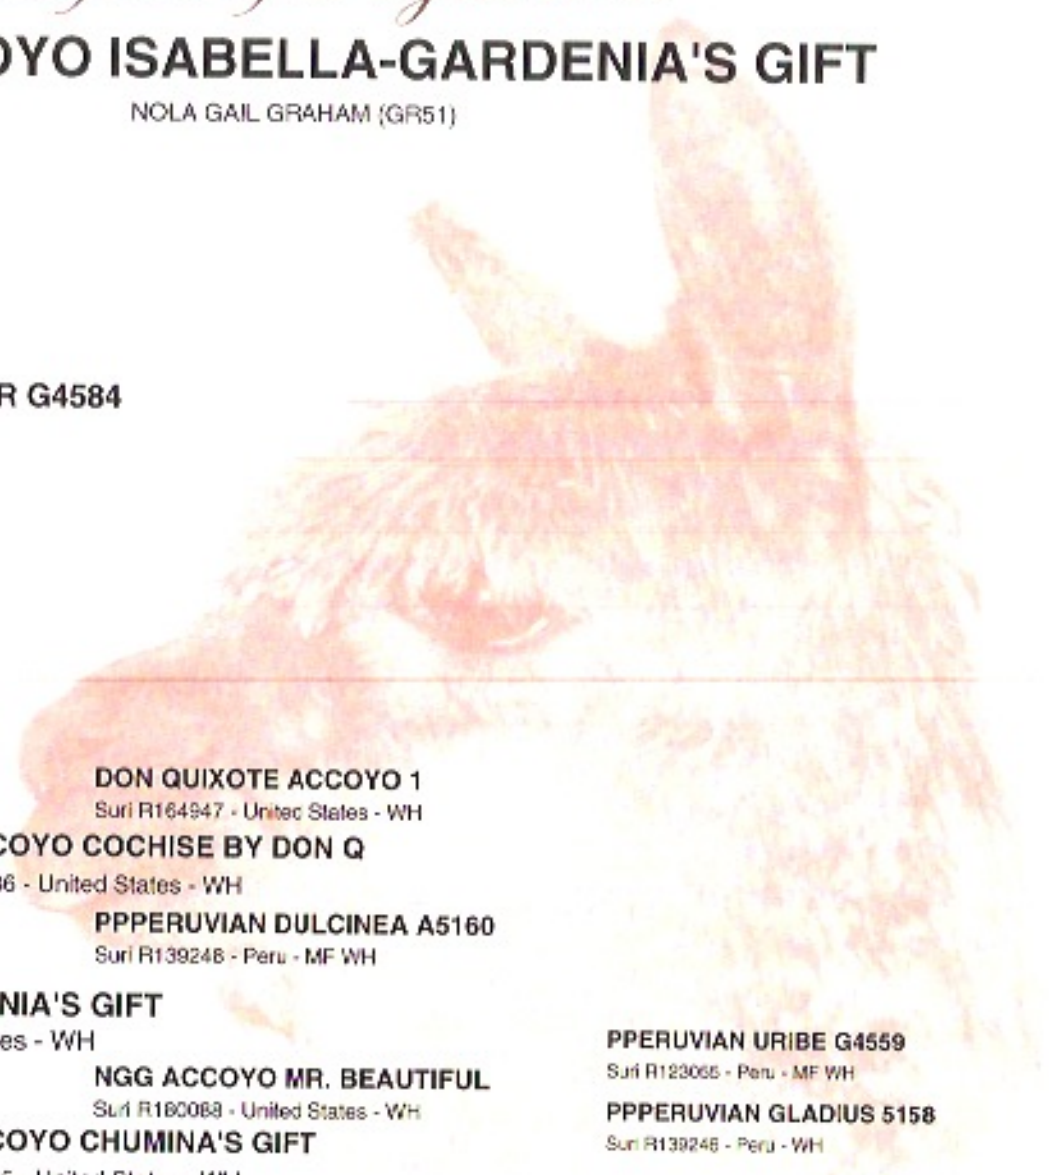 OYO ISABELLA-GARDENIA'S GIFT
NOLA GAIL GRAHAM (GR51)
R G4584
DON QUIXOTE ACCOYO 1
Suri R164947 - United States - WH
COYO COCHISE BY DON Q
36 - United States - WH
PPPERUVIAN DULCINEA A5160
Suri R139248 - Peru - MF WH
NIA'S GIFT
es - WH
PPERUVIAN URIBE G4559
Suri - Peru - MF WH
NGG ACCOYO MR. BEAUTIFUL
Suri R180088 - United States - WH
PPPERUVIAN GLADIUS 5158
Suri - Peru - WH
COYO CHUMINA'S GIFT